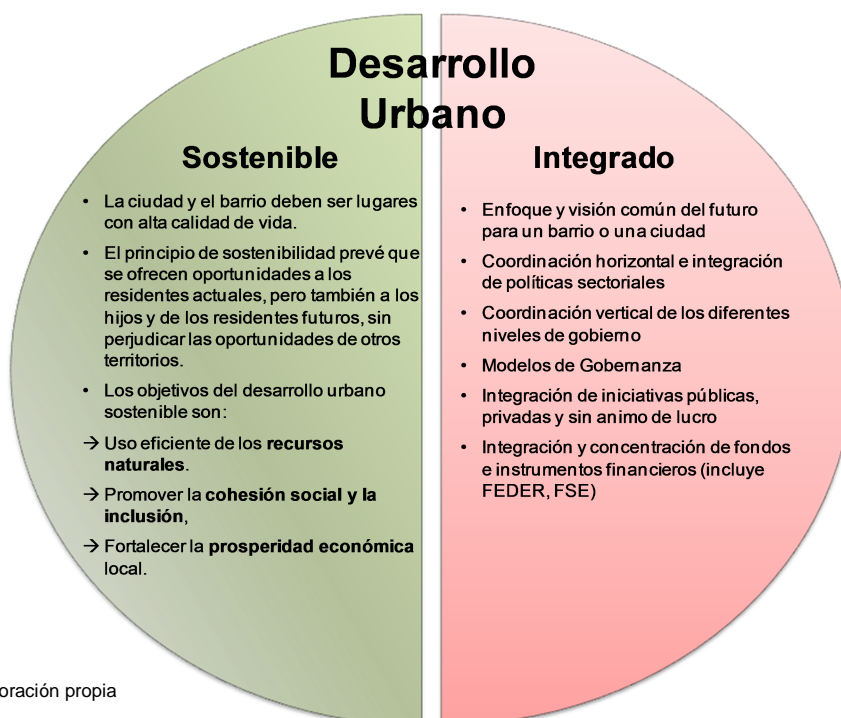 Desarrollo
Urbano
Sostenible
• La ciudad y el barrio deben ser lugares
con alta calidad de vida.
• El principio de sostenibilidad prevé que
se ofrecen oportunidades a los
residentes actuales, pero también a los
hijos y de los residentes futuros, sin
perjudicar las oportunidades de otros
territorios.
• Los objetivos del desarrollo urbano
sostenible son:
→ Uso eficiente de los recursos
naturales.
→ Promover la cohesión social y la
inclusión,
→ Fortalecer la prosperidad económica
local.
Integrado
• Enfoque y visión común del futuro
para un barrio o una ciudad
• Coordinación horizontal e integración
de políticas sectoriales
• Coordinación vertical de los diferentes
niveles de gobierno
• Modelos de Gobernanza
• Integración de iniciativas públicas,
privadas y sin animo de lucro
• Integración y concentración de fondos
e instrumentos financieros (incluye
FEDER, FSE)
oración propia